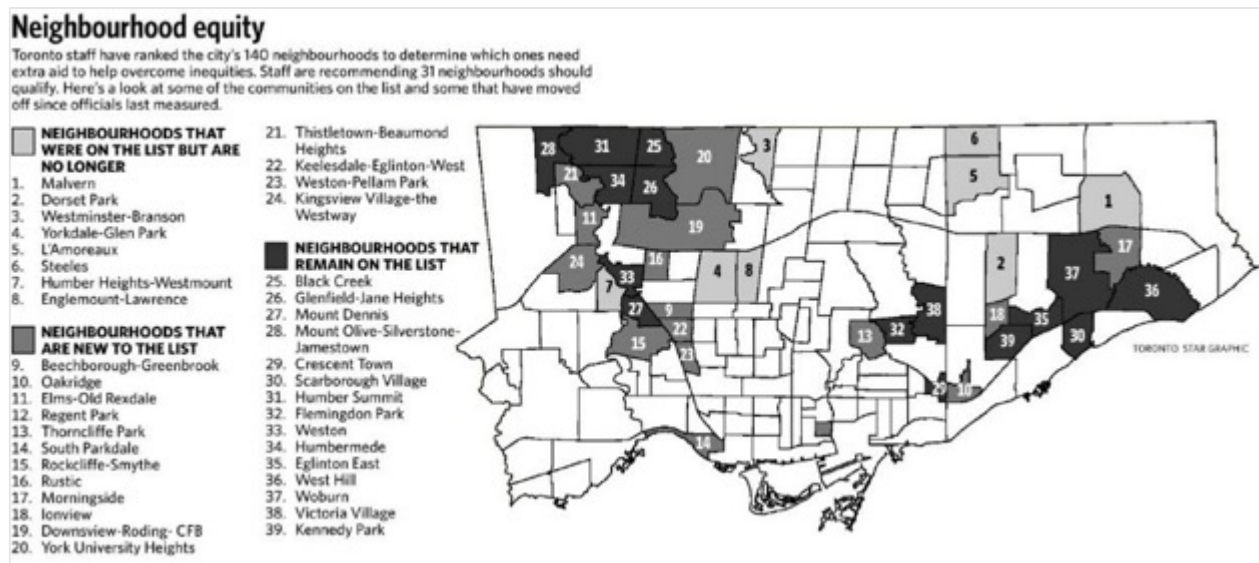 Neighbourhood equity
Toronto staff have ranked the city's 140 neighbourhoods to determine which ones need
extra aid to help overcome inequities. Staff are recommending 31 neighbourhoods should
qualify. Here's a look at some of the communities on the list and some that have moved
off since officials last measured.
NEIGHBOURHOODS THAT
WERE ON THE LIST BUT ARE
NO LONGER
1. Malvern
2. Dorset Park
3. Westminster-Branson
4. Yorkdale-Glen Park
5. L'Amoreaux
6. Steeles
7. Humber Heights-Westmount
8. Englemount-Lawrence
NEIGHBOURHOODS THAT
ARE NEW TO THE LIST
9. Beechborough-Greenbrook
10. Oakridge
11. Elms-Old Rexdale
12. Regent Park
13. Thorncliffe Park
14. South Parkdale
15. Rockcliffe-Smythe
16. Rustic
17. Morningside
18. Ionview
19. Downsview-Roding- CFB
20. York University Heights
21. Thistletown-Beaumond
Heights
22. Keelesdale-Eglinton-West
23. Weston-Pellam Park
24. Kingsview Village-the
Westway
NEIGHBOURHOODS THAT
REMAIN ON THE LIST
25. Black Creek
26. Glenfield-Jane Heights
27. Mount Dennis
28. Mount Olive-Silverstone-
Jamestown
29. Crescent Town
30. Scarborough Village
31. Humber Summit
32. Flemingdon Park
33. Weston
34. Humbermede
35. Eglinton East
36. West Hill
37. Woburn
38. Victoria Village
39. Kennedy Park
28
31
25
20
3
6
21
34
26
5
1
11
19
17
24
16
33
4
8
2
37
36
7
27
9
38
18
35
15
22
13
32
39
30
23
TORONTO STAR GRAPHIC
29
10
14